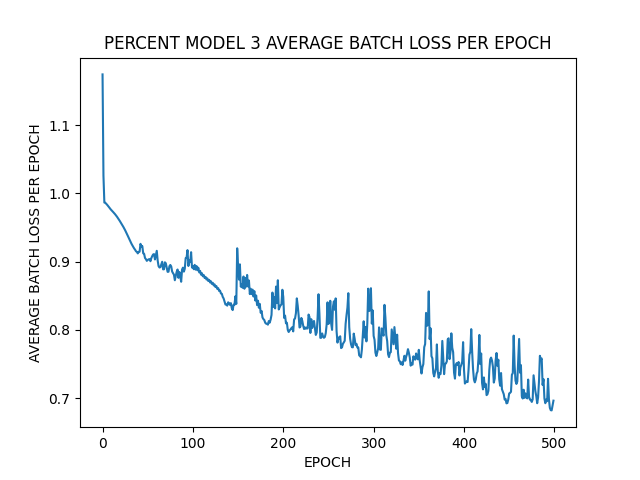 PERCENT MODEL 3 AVERAGE BATCH LOSS PER EPOCH
AVERAGE BATCH LOSS PER EPOCH
1.1
1.0
0.9
0.8
0.7
0 100 200 300 400 500
EPOCH